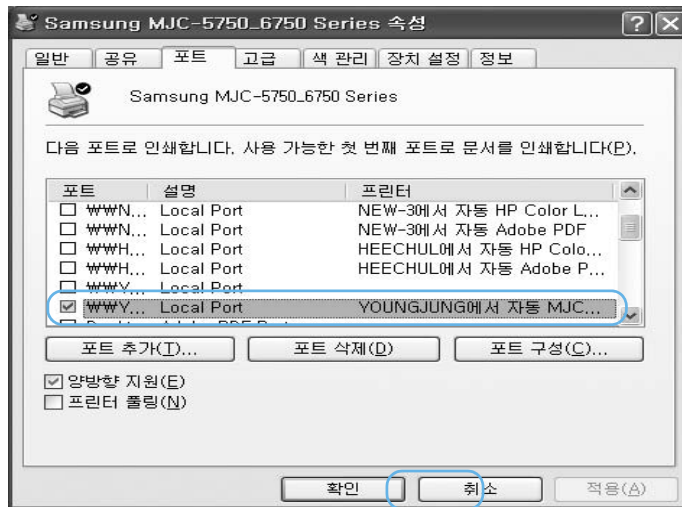 Samsung MJC-5750_6750 Series 속성
일반 공유 포트 고급 색 관리 장치 설정 정보
Samsung MJC-5750_6750 Series
다음 포트로 인쇄합니다. 사용 가능한 첫 번째 포트로 문서를 인쇄합니다(P).
포트 설명 프린터
₩₩N... Local Port NEW-3에서 자동 HP Color L...
₩₩N... Local Port NEW-3에서 자동 Adobe PDF
₩₩H... Local Port HEECHUL에서 자동 HP Colo...
₩₩H... Local Port HEECHUL에서 자동 Adobe P...
₩₩Y... Local Port
₩₩Y... Local Port YOUNGJUNG에서 자동 MJC...
포트 추가(T)... 포트 삭제(D) 포트 구성(C)...
양방향 지원(E)
프린터 풀링(N)
확인 취소 적용(A)